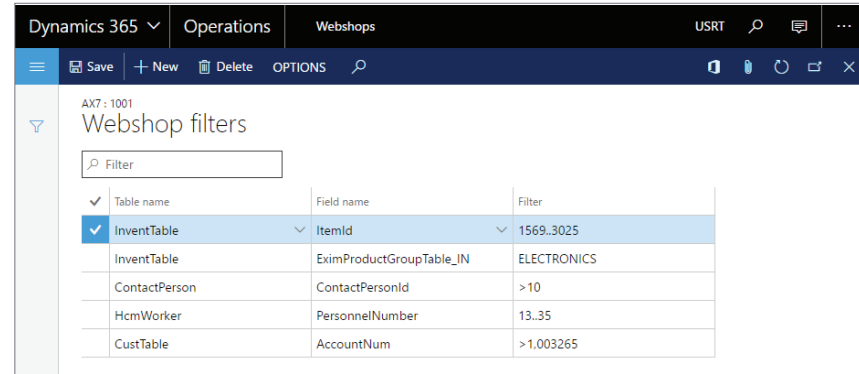 Dynamics 365 Operations Webshops USRT
Save New Delete OPTIONS
AX7 : 1001
Webshop filters
Filter
Table name Field name Filter
InventTable ItemId 1569..3025
InventTable EximProductGroupTable_IN ELECTRONICS
ContactPerson ContactPersonId >10
HcmWorker PersonnelNumber 13..35
CustTable AccountNum >1,003265